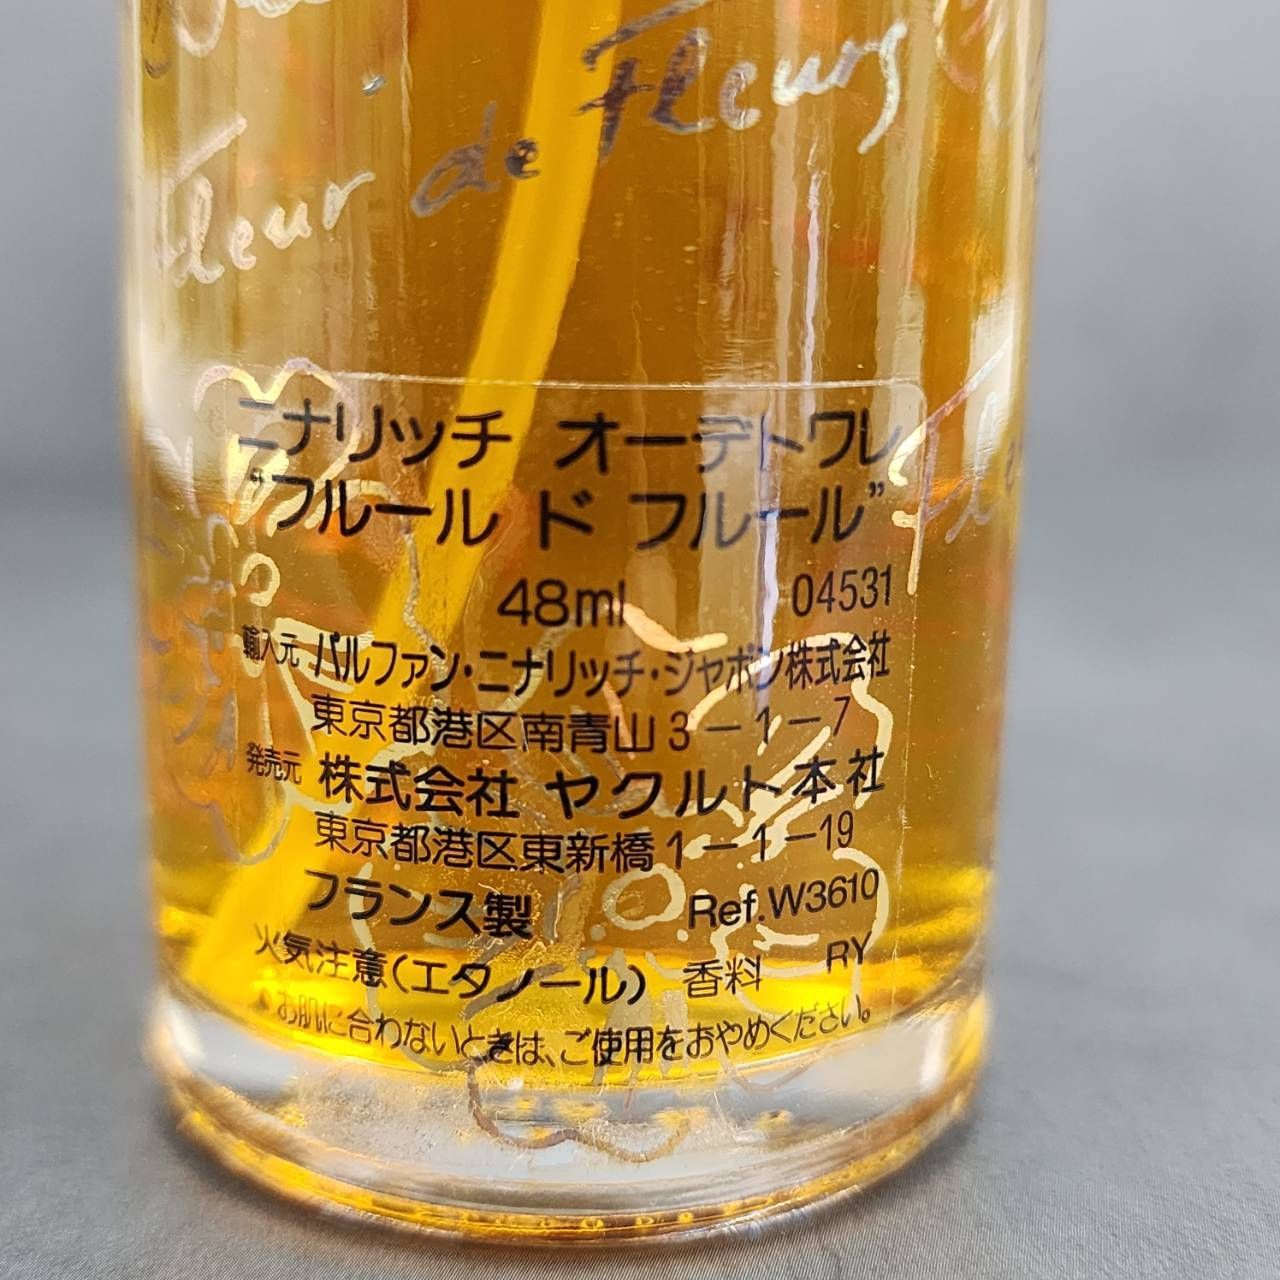 Fleur de Fleurs
ニナリッチ オーデトワレ
“フルール ド フルール”
48ml 04531
輸入元 パルファン・ニナリッチ・ジャポン株式会社
東京都港区南青山3-1-7
発売元 株式会社 ヤクルト本社
東京都港区東新橋1-1-19
フランス製 Ref.W3610
火気注意(エタノール) 香料 RY
●お肌に合わないときは、ご使用をおやめください。